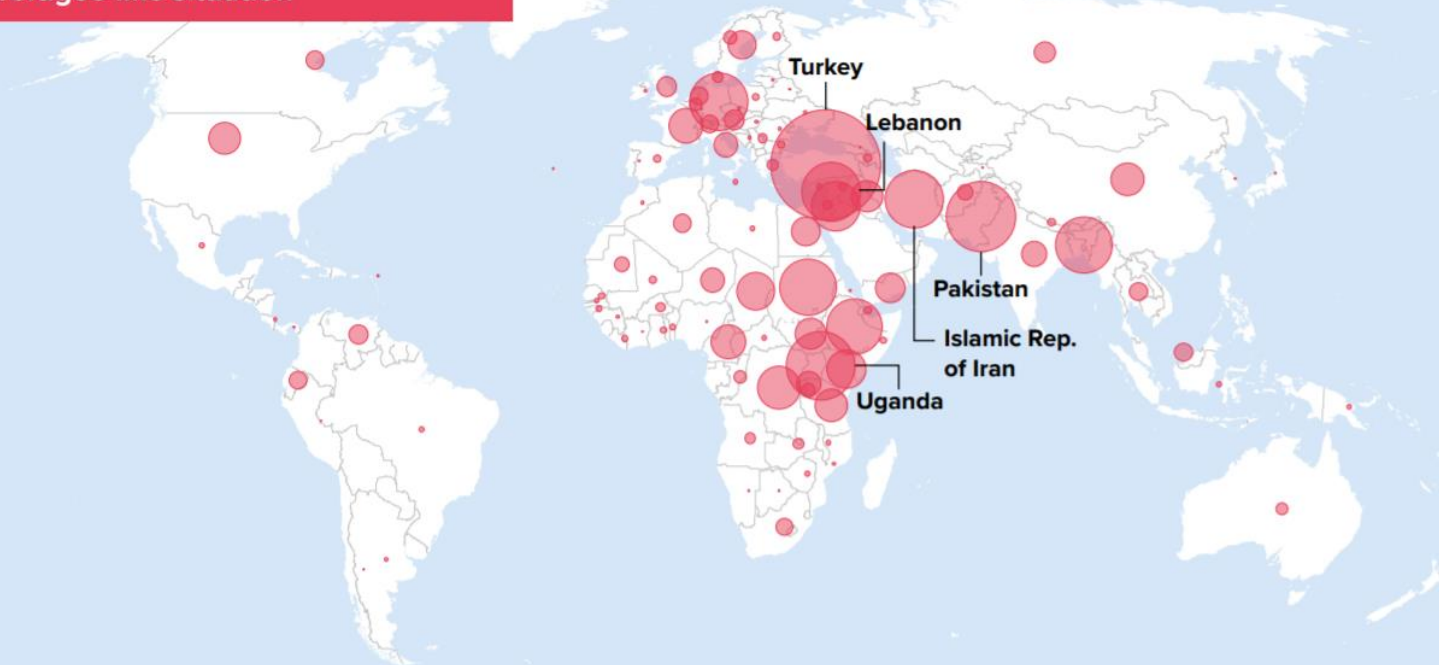 Turkey
Lebanon
Pakistan
Islamic Rep.
of Iran
Uganda